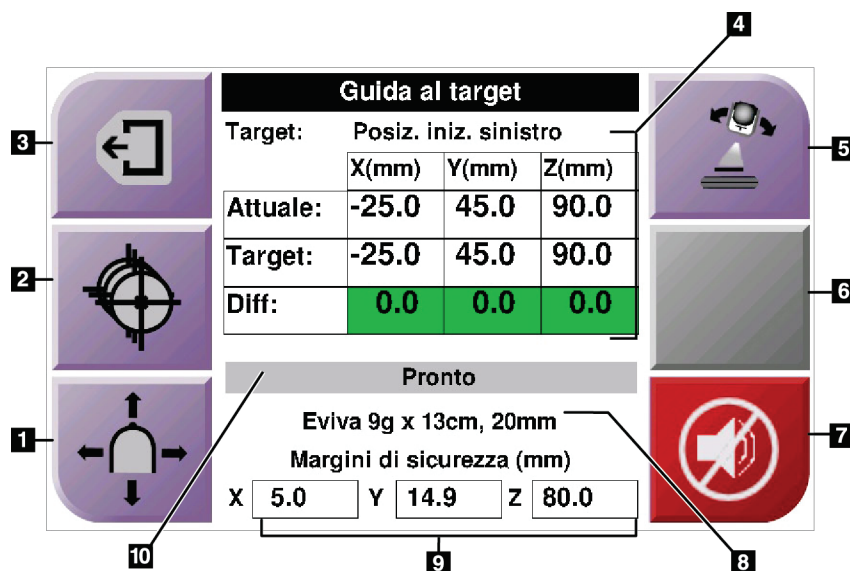 4
Guida al target
3
Target: Posiz. iniz. sinistro
5
X(mm) Y(mm) Z(mm)
Attuale: -25.0 45.0 90.0
2
Target: -25.0 45.0 90.0
6
Diff: 0.0 0.0 0.0
Pronto
1
Eviva 9g x 13cm, 20mm
7
Margini di sicurezza (mm)
X 5.0 Y 14.9 Z 80.0
10
9
8